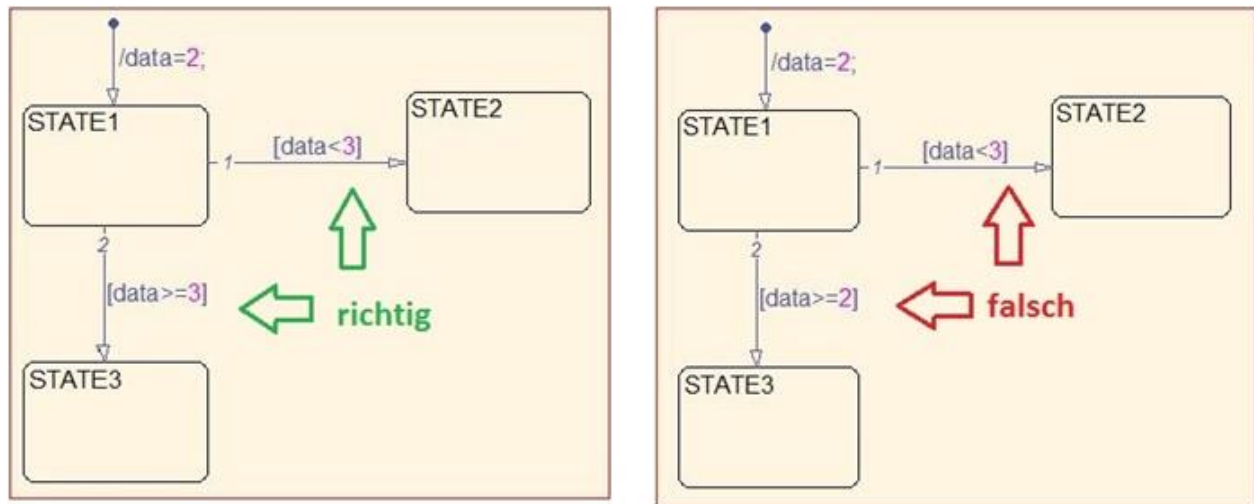 /data=2;
STATE1
STATE2
1
[data<3]
2
[data>=3]
richtig
STATE3
/data=2;
STATE1
STATE2
1
[data<3]
2
[data>=2]
falsch
STATE3